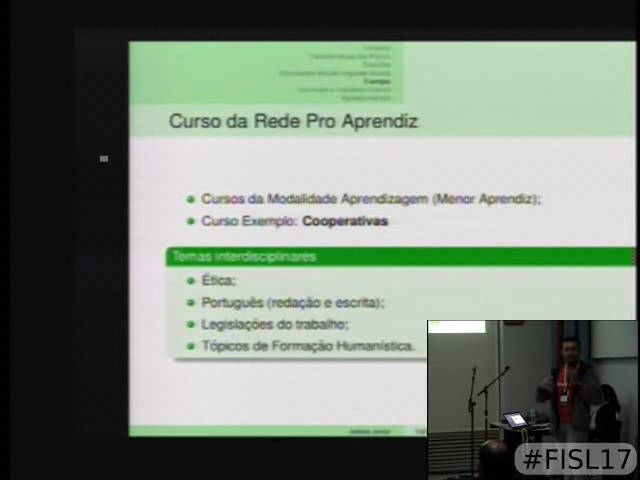 Exemplo
Curso da Rede Pro Aprendiz
Cursos da Modalidade Aprendizagem (Menor Aprendiz);
Curso Exemplo: Cooperativas
Temas interdisciplinares
Ética;
Português (redação e escrita);
Legislações do trabalho;
Tópicos de Formação Humanística.
#FISL17